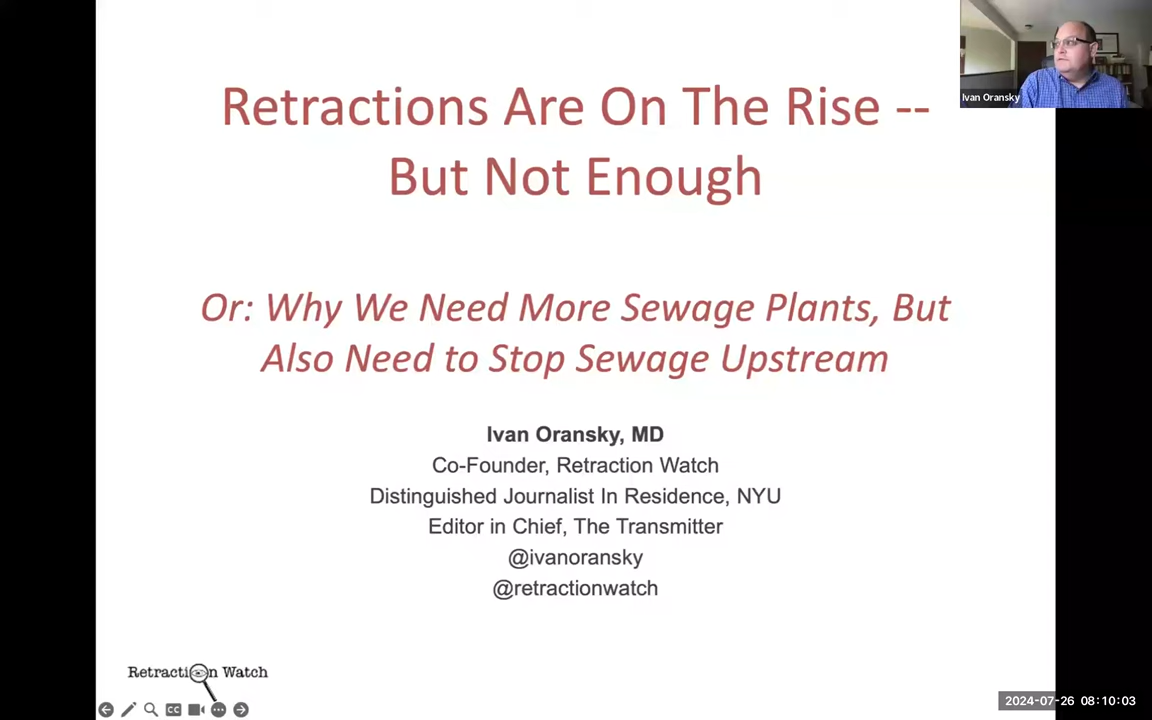 Retractions Are On The Rise --
But Not Enough
Or: Why We Need More Sewage Plants, But
Also Need to Stop Sewage Upstream
Ivan Oransky, MD
Co-Founder, Retraction Watch
Distinguished Journalist In Residence, NYU
Editor in Chief, The Transmitter
@ivanoransky
@retractionwatch
Retraction Watch
CC
Ivan Oransky
2024-07-26 08:10:03